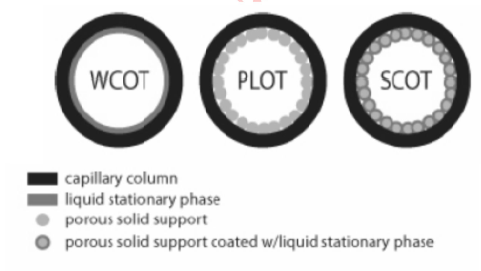 WCOT PLOT SCOT
capillary column
liquid stationary phase
porous solid support
porous solid support coated w/liquid stationary phase